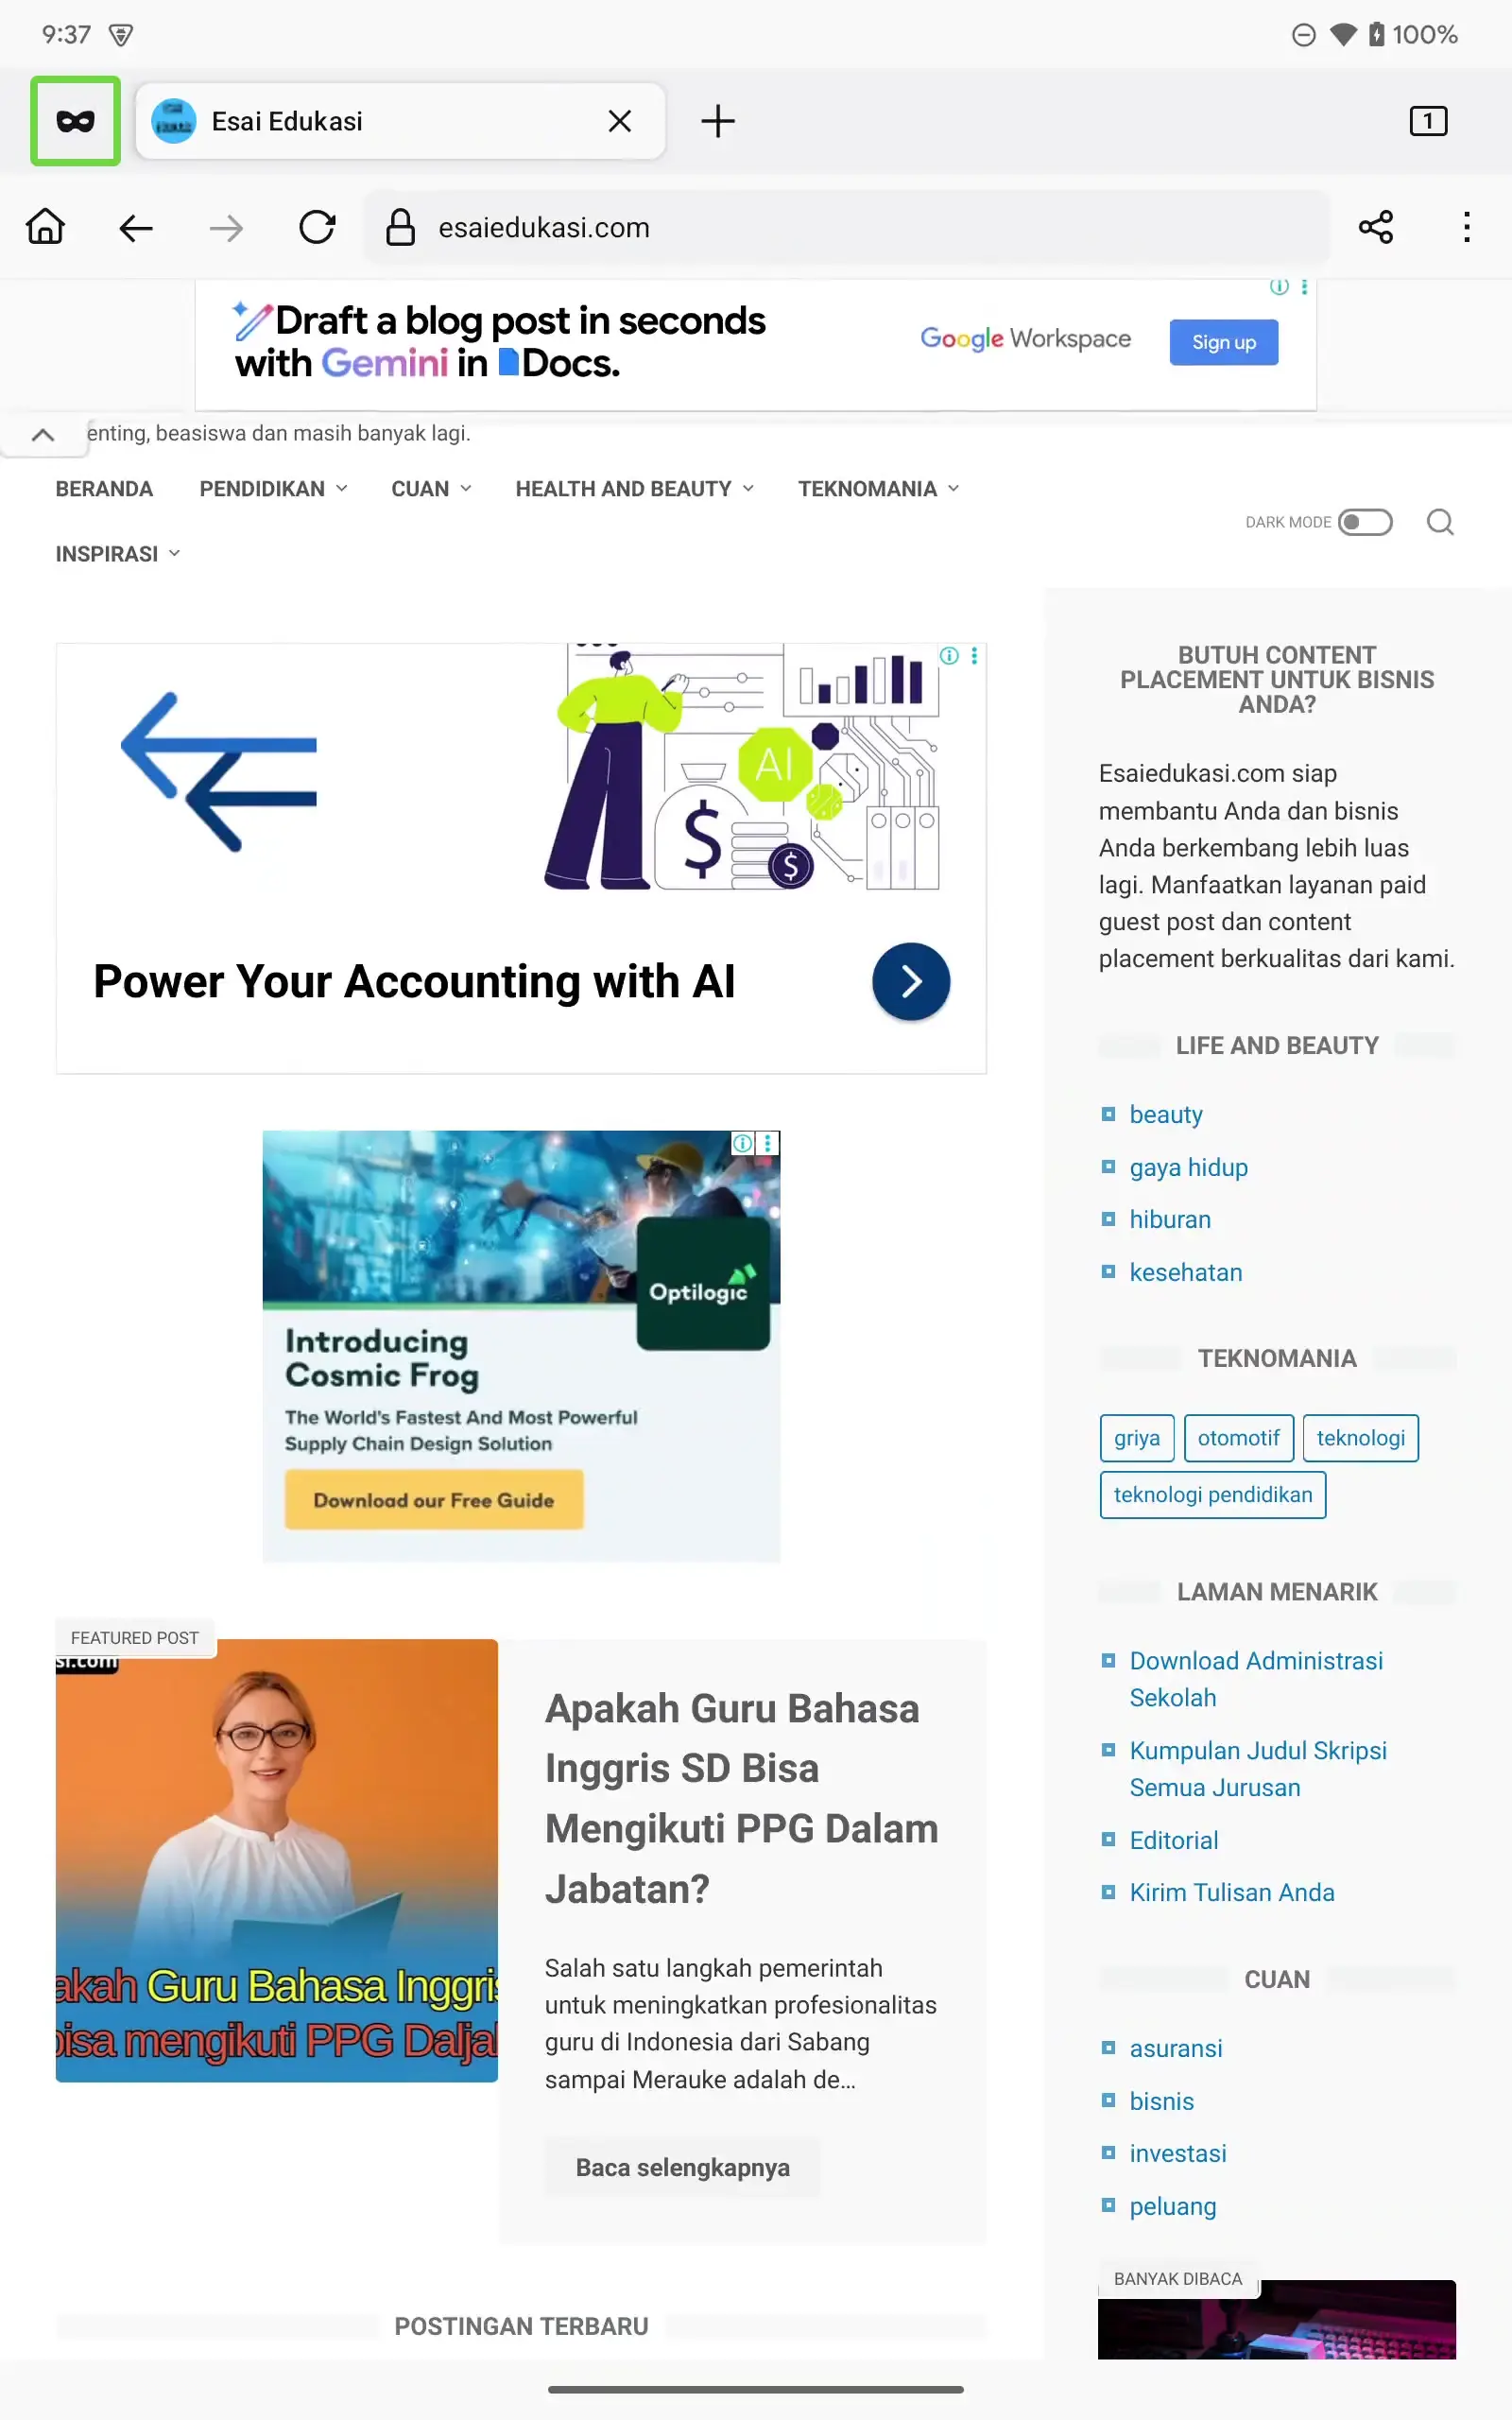 9:37
100%
Esai Edukasi
1
esaiedukasi.com
Draft a blog post in seconds
with Gemini in Docs.
Google Workspace
Sign up
enting, beasiswa dan masih banyak lagi.
BERANDA
PENDIDIKAN
CUAN
HEALTH AND BEAUTY
TEKNOMANIA
INSPIRASI
DARK MODE
AI
$
$
Power Your Accounting with AI
Optilogic
Introducing
Cosmic Frog
The World's Fastest And Most Powerful
Supply Chain Design Solution
Download our Free Guide
FEATURED POST
si.com
akah Guru Bahasa Inggris
bisa mengikuti PPG Daljal
Apakah Guru Bahasa
Inggris SD Bisa
Mengikuti PPG Dalam
Jabatan?
Salah satu langkah pemerintah
untuk meningkatkan profesionalitas
guru di Indonesia dari Sabang
sampai Merauke adalah de...
Baca selengkapnya
POSTINGAN TERBARU
BUTUH CONTENT
PLACEMENT UNTUK BISNIS
ANDA?
Esaiedukasi.com siap
membantu Anda dan bisnis
Anda berkembang lebih luas
lagi. Manfaatkan layanan paid
guest post dan content
placement berkualitas dari kami.
LIFE AND BEAUTY
beauty
gaya hidup
hiburan
kesehatan
TEKNOMANIA
griya
otomotif
teknologi
teknologi pendidikan
LAMAN MENARIK
Download Administrasi
Sekolah
Kumpulan Judul Skripsi
Semua Jurusan
Editorial
Kirim Tulisan Anda
CUAN
asuransi
bisnis
investasi
peluang
BANYAK DIBACA